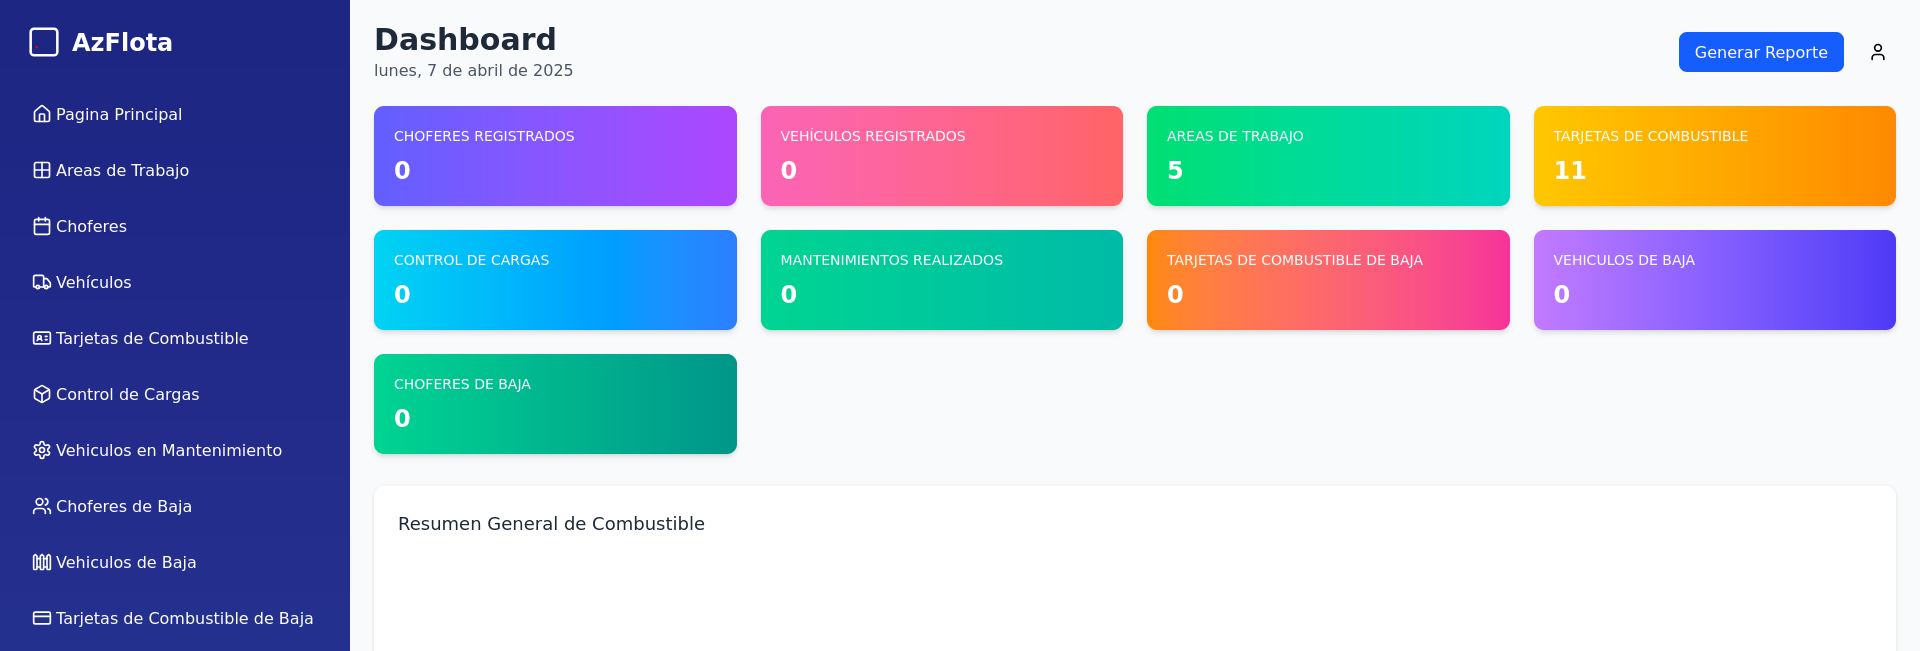 AzFlota
Pagina Principal
Areas de Trabajo
Choferes
Vehículos
Tarjetas de Combustible
Control de Cargas
Vehiculos en Mantenimiento
Choferes de Baja
Vehiculos de Baja
Tarjetas de Combustible de Baja
Dashboard
lunes, 7 de abril de 2025
Generar Reporte
CHOFERES REGISTRADOS
0
VEHÍCULOS REGISTRADOS
0
AREAS DE TRABAJO
5
TARJETAS DE COMBUSTIBLE
11
CONTROL DE CARGAS
0
MANTENIMIENTOS REALIZADOS
0
TARJETAS DE COMBUSTIBLE DE BAJA
0
VEHICULOS DE BAJA
0
CHOFERES DE BAJA
0
Resumen General de Combustible